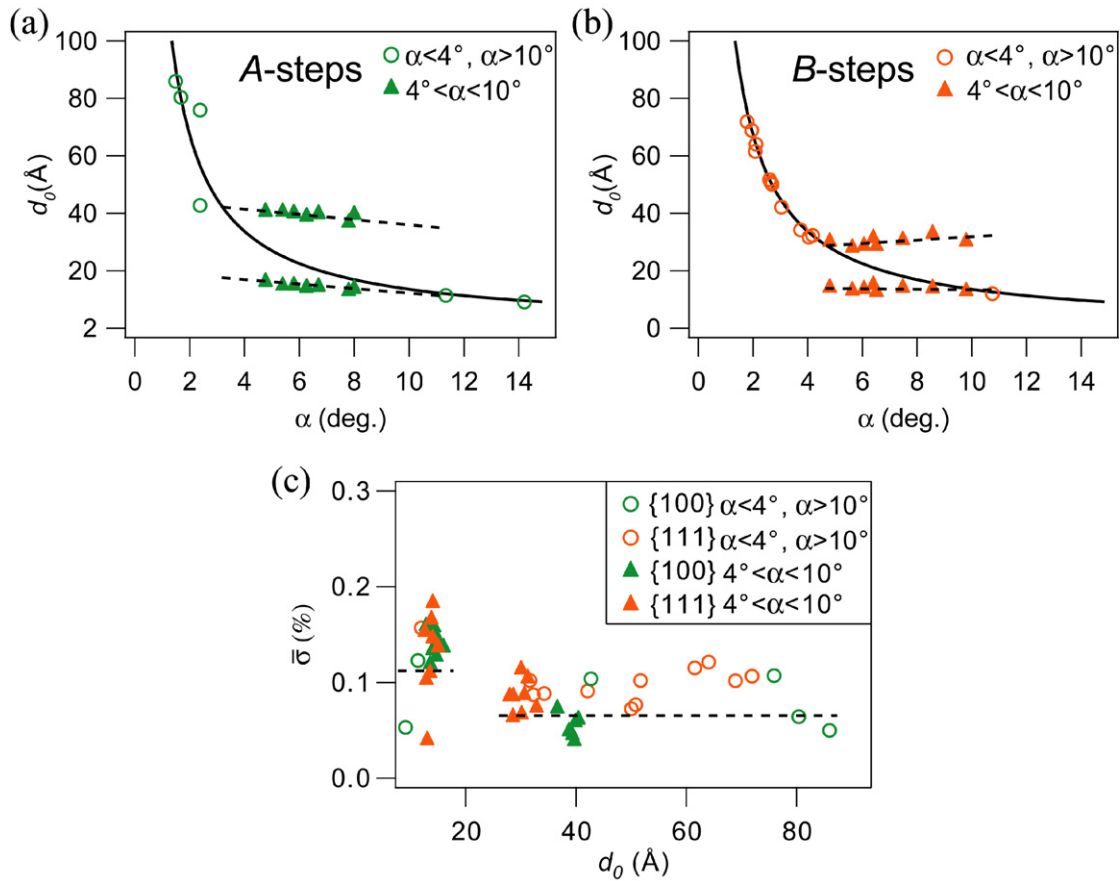 (a)
A-steps
α<4°, α>10°
4°<α<10°
d0(Å)
100
80
60
40
20
2
0 2 4 6 8 10 12 14
α (deg.)
(b)
B-steps
α<4°, α>10°
4°<α<10°
d0(Å)
100
80
60
40
20
0
0 2 4 6 8 10 12 14
α (deg.)
(c)
{100} α<4°, α>10°
{111} α<4°, α>10°
{100} 4°<α<10°
{111} 4°<α<10°
σ̅ (%)
0.3
0.2
0.1
0.0
20 40 60 80
d0 (Å)